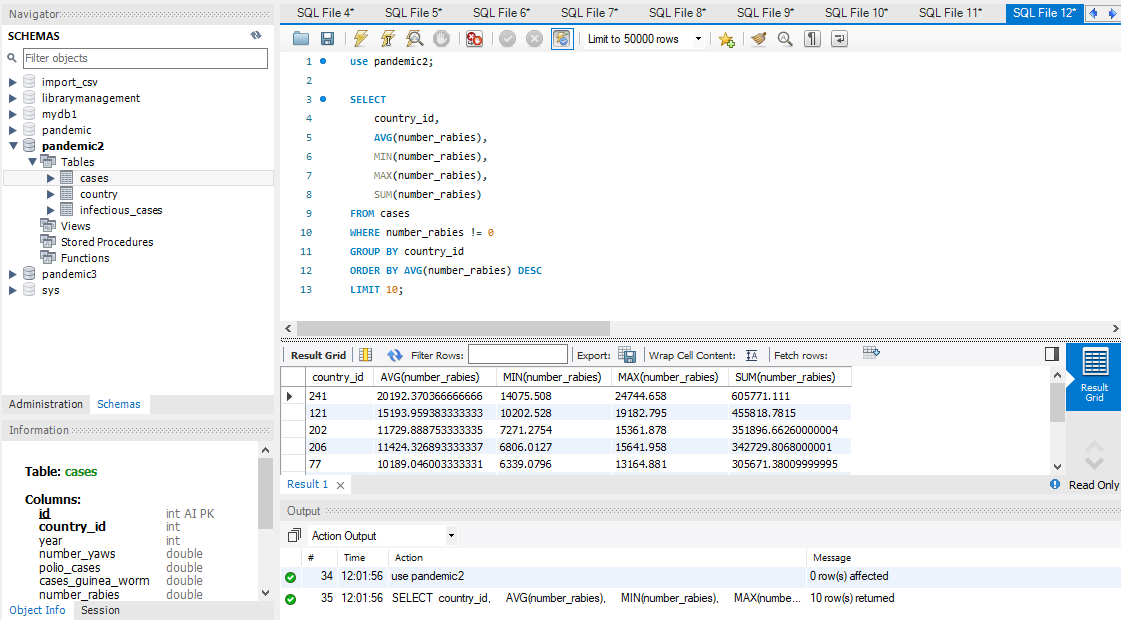 Navigator
SCHEMAS
Filter objects
import_csv
librarymanagement
mydb1
pandemic
pandemic2
Tables
cases
country
infectious_cases
Views
Stored Procedures
Functions
pandemic3
sys
Administration Schemas
Information
Table: cases
Columns:
id int AI PK
country_id int
year int
number_yaws double
polio_cases double
cases_guinea_worm double
number_rabies double
Object Info Session
SQL File 4* SQL File 5* SQL File 6* SQL File 7* SQL File 8* SQL File 9* SQL File 10* SQL File 11* SQL File 12*
Limit to 50000 rows
1 use pandemic2;
2
3 SELECT
4 country_id,
5 AVG(number_rabies),
6 MIN(number_rabies),
7 MAX(number_rabies),
8 SUM(number_rabies)
9 FROM cases
10 WHERE number_rabies != 0
11 GROUP BY country_id
12 ORDER BY AVG(number_rabies) DESC
13 LIMIT 10;
Result Grid Filter Rows: Export: Wrap Cell Content: Fetch rows:
country_id AVG(number_rabies) MIN(number_rabies) MAX(number_rabies) SUM(number_rabies)
241 20192.370366666666 14075.508 24744.658 605771.111
121 15193.959383333333 10202.528 19182.795 455818.7815
202 11729.888753333335 7271.2754 15361.878 351896.66260000004
206 11424.326893333337 6806.0127 15641.958 342729.8068000001
77 10189.046003333331 6339.0796 13164.881 305671.38009999995
Result Grid
Result 1
Read Only
Output
Action Output
# Time Action Message
34 12:01:56 use pandemic2 0 row(s) affected
35 12:01:56 SELECT country_id, AVG(number_rabies), MIN(number_rabies), MAX(numbe... 10 row(s) returned